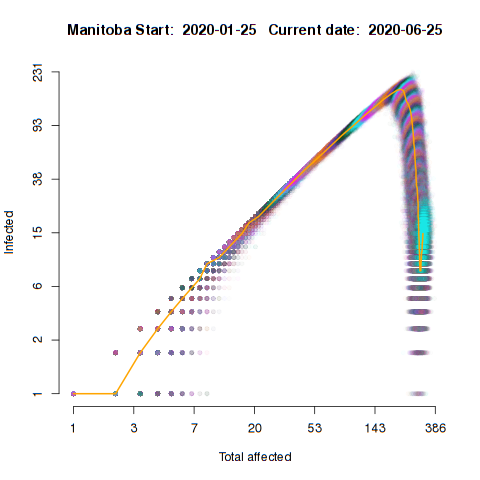 Manitoba Start:  2020-01-25   Current date:  2020-06-25
231
93
38
15
6
2
1
Infected
1 3 7 20 53 143 386
Total affected